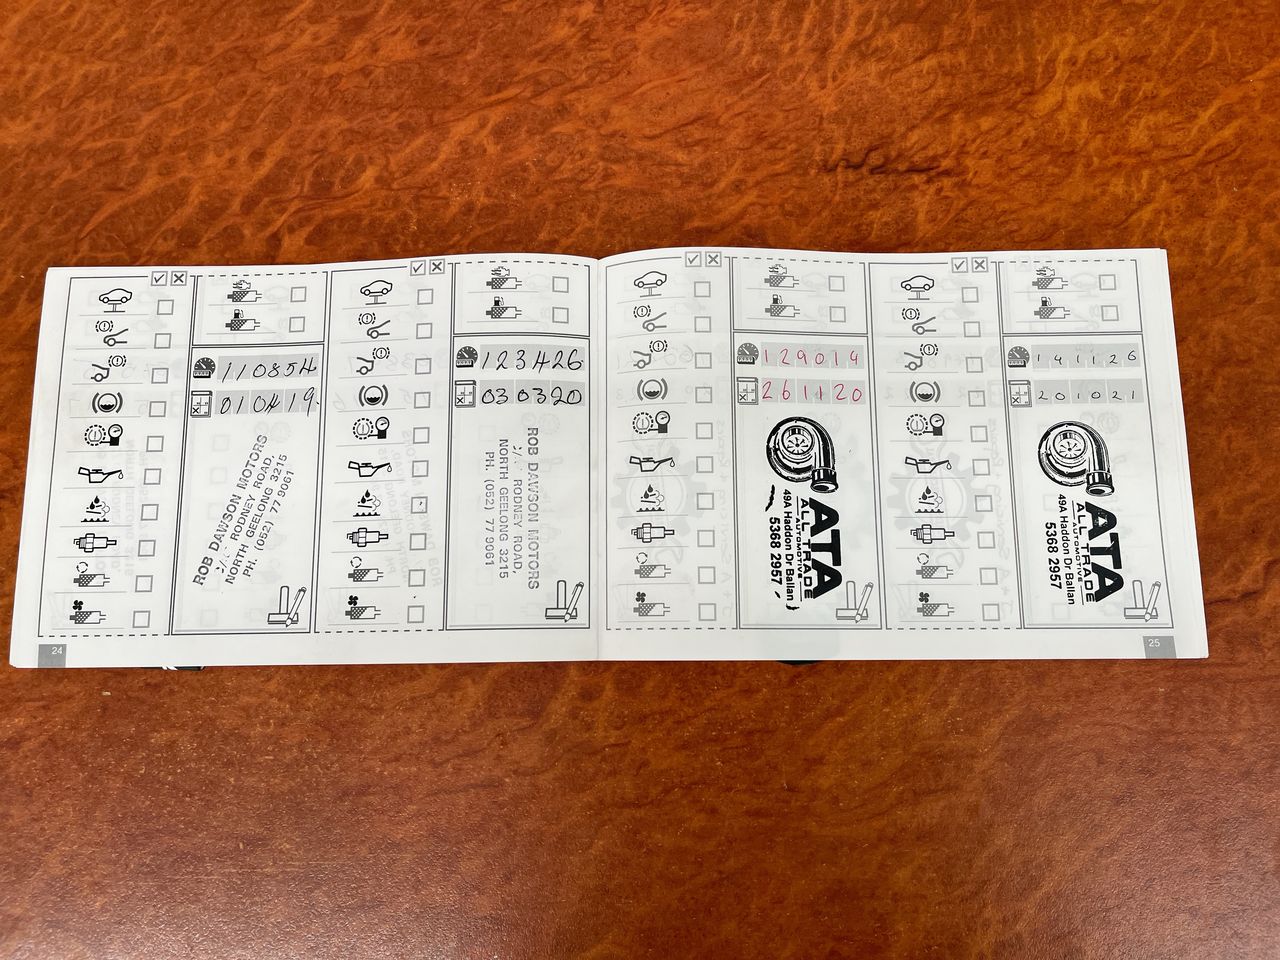 110854
010419
ROB DAWSON MOTORS
RODNEY ROAD,
NORTH GEELONG 3215
PH. (052) 77 9061
24
123426
030320
ROB DAWSON MOTORS
RODNEY ROAD,
NORTH GEELONG 3215
PH. (052) 77 9061
129014
261120
ATA
ALL TRADE
AUTOMOTIVE
49A Haddon Dr Ballan
5368 2957
141126
201021
ATA
ALL TRADE
AUTOMOTIVE
49A Haddon Dr Ballan
5368 2957
25